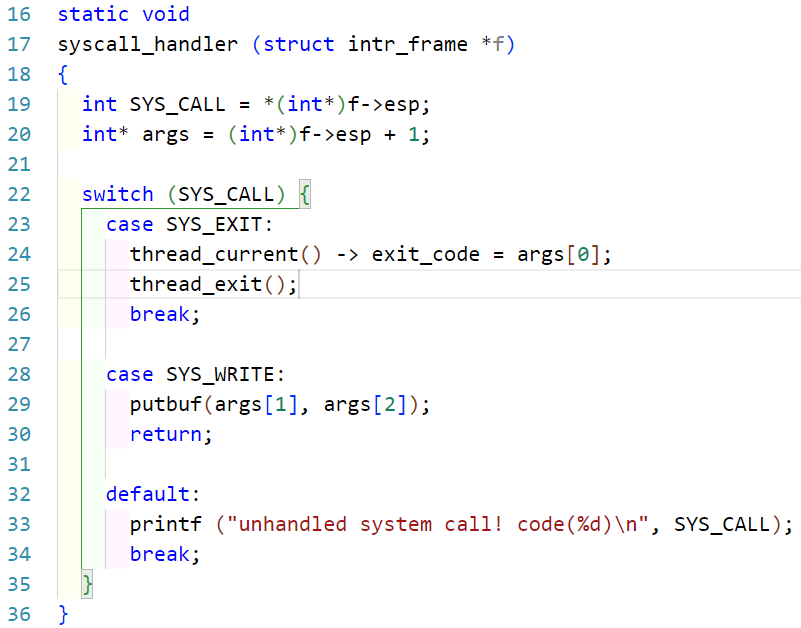 16 static void
17 syscall_handler (struct intr_frame *f)
18 {
19   int SYS_CALL = *(int*)f->esp;
20   int* args = (int*)f->esp + 1;
21
22   switch (SYS_CALL) {
23     case SYS_EXIT:
24       thread_current() -> exit_code = args[0];
25       thread_exit();
26       break;
27
28     case SYS_WRITE:
29       putbuf(args[1], args[2]);
30       return;
31
32     default:
33       printf ("unhandled system call! code(%d)\n", SYS_CALL);
34       break;
35   }
36 }